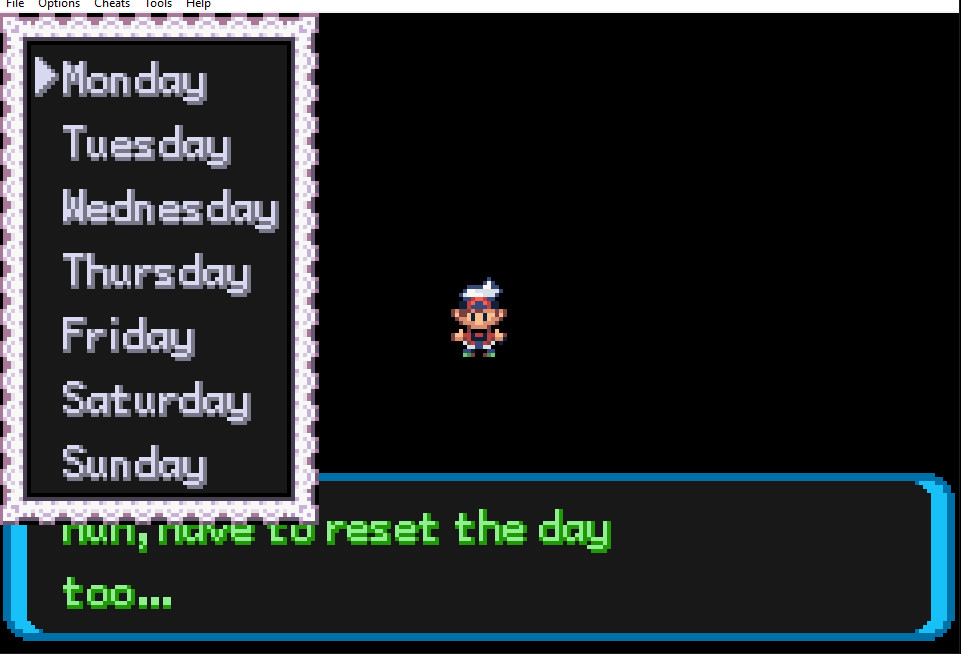 File Options Cheats Tools Help
Monday
Tuesday
Wednesday
Thursday
Friday
Saturday
Sunday
have to reset the day
too...